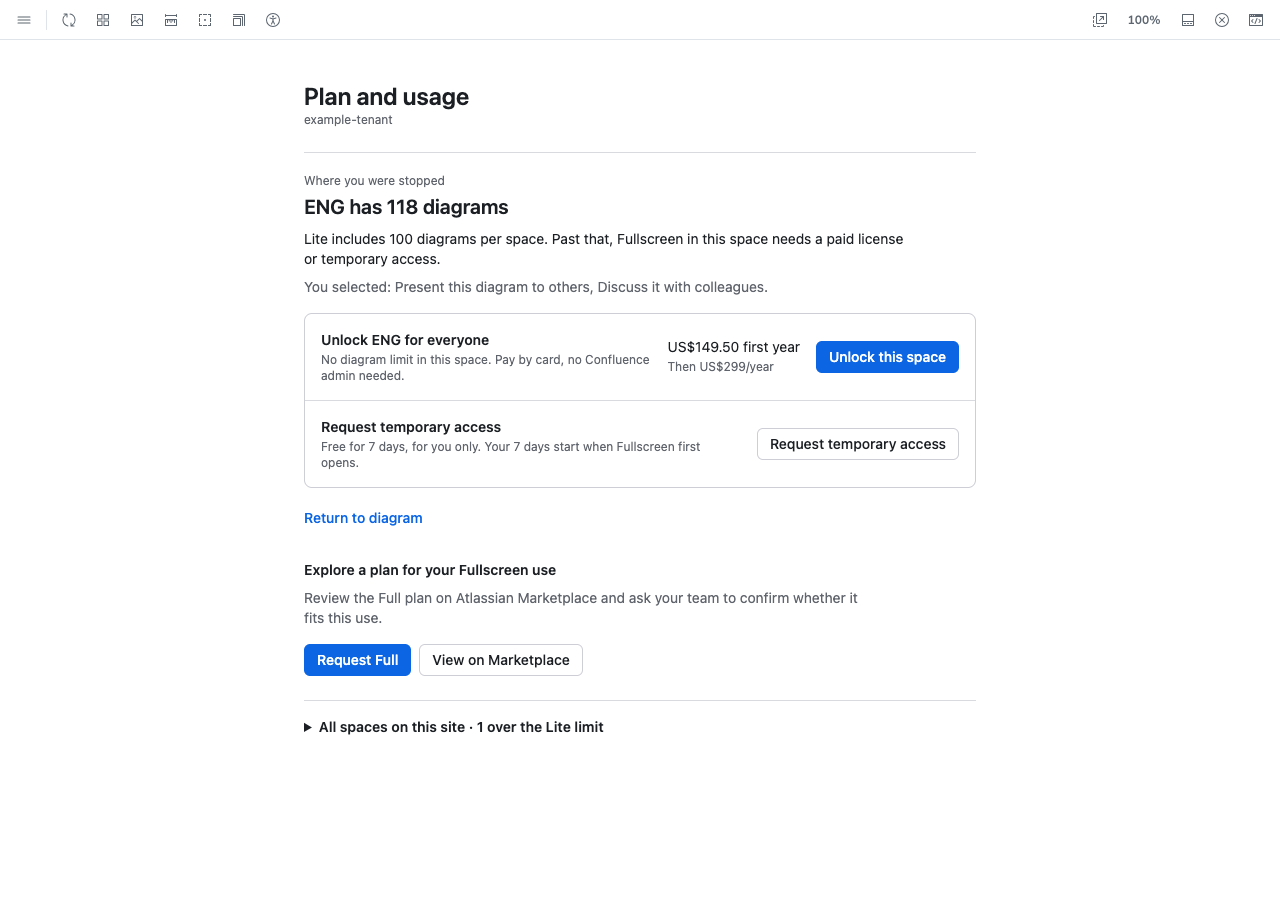 100%
Plan and usage
example-tenant
Where you were stopped
ENG has 118 diagrams
Lite includes 100 diagrams per space. Past that, Fullscreen in this space needs a paid license
or temporary access.
You selected: Present this diagram to others, Discuss it with colleagues.
Unlock ENG for everyone
No diagram limit in this space. Pay by card, no Confluence
admin needed.
US$149.50 first year
Then US$299/year
Unlock this space
Request temporary access
Free for 7 days, for you only. Your 7 days start when Fullscreen first
opens.
Request temporary access
Return to diagram
Explore a plan for your Fullscreen use
Review the Full plan on Atlassian Marketplace and ask your team to confirm whether it
fits this use.
Request Full
View on Marketplace
All spaces on this site · 1 over the Lite limit